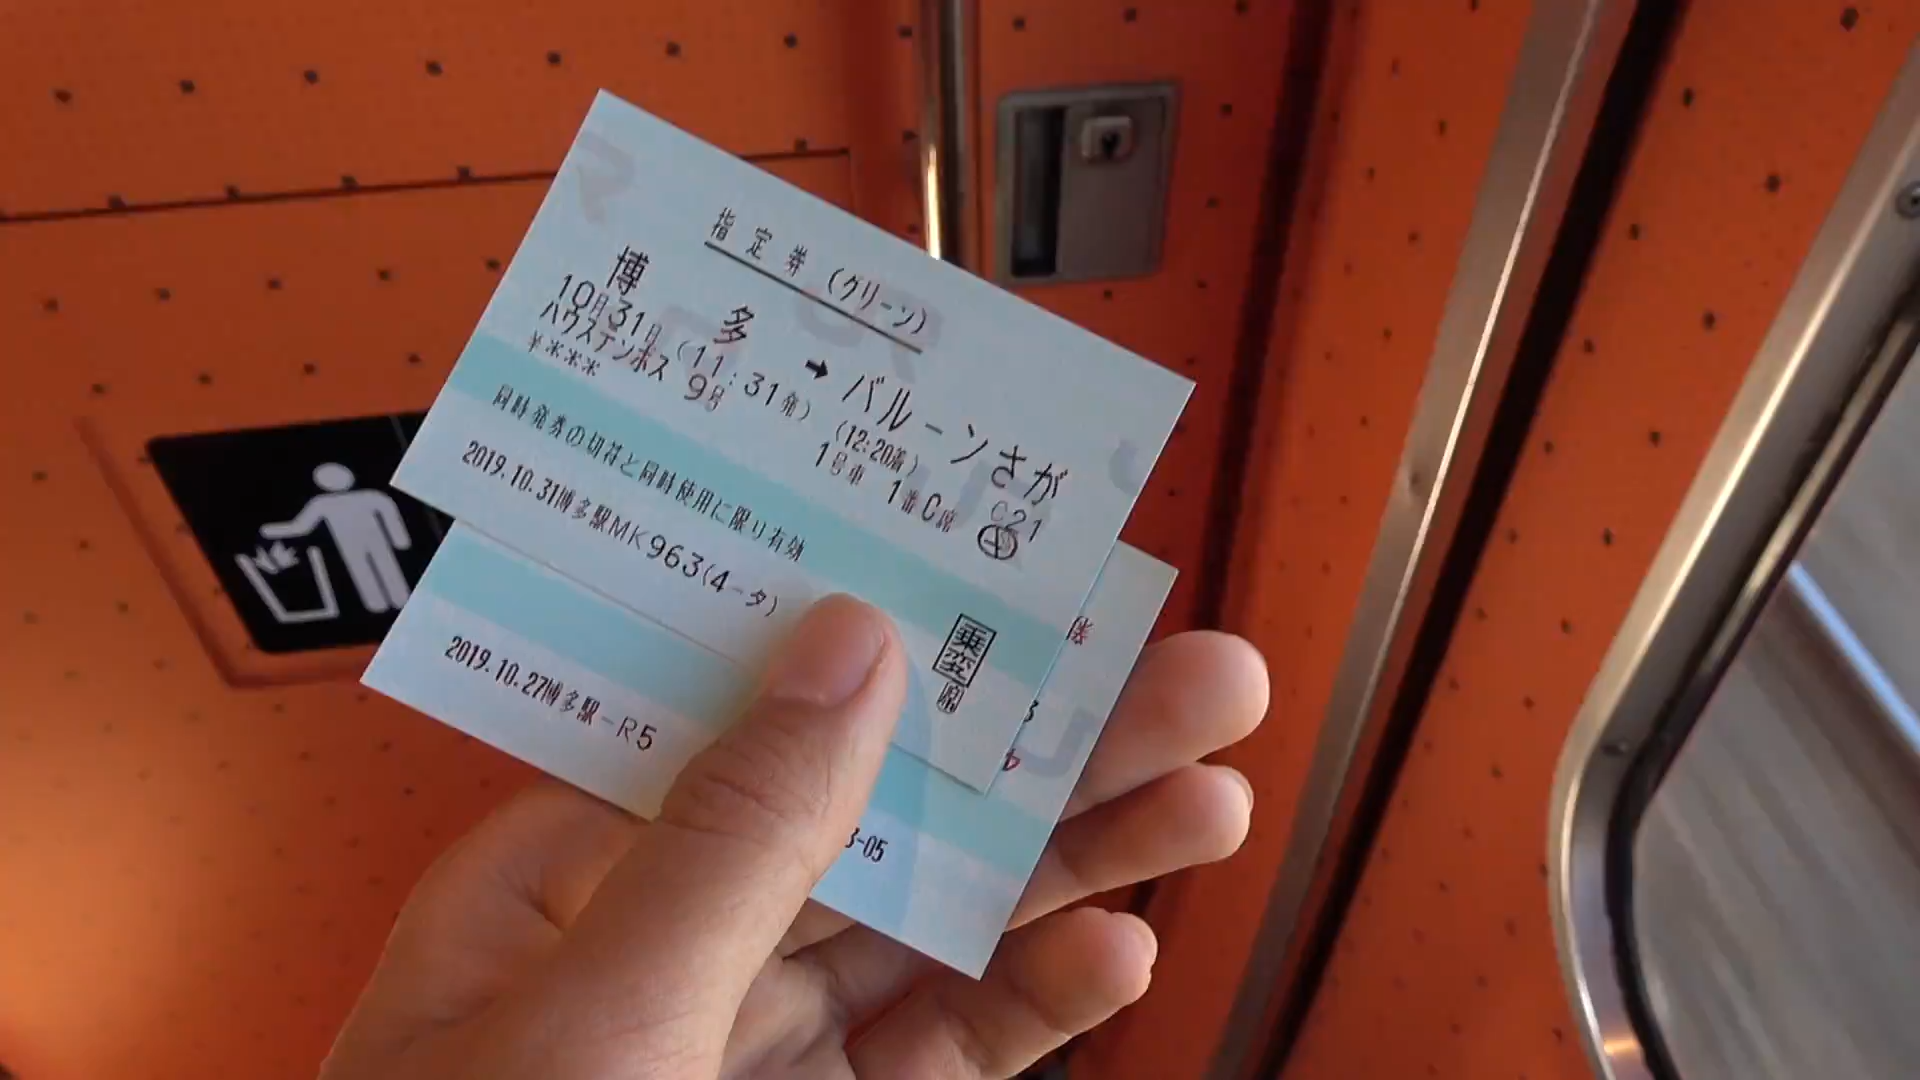 指定券(グリーン)
博多 → バルーンさが
10月31日 (11:31発) (12:20着) C21
ハウステンボス 9号 1号車 1番C席
¥※※※
同時発券の切符と同時使用に限り有効
2019.10.31博多駅MK963(4-タ)
乗変
2019.10.27博多駅-R5
3-05